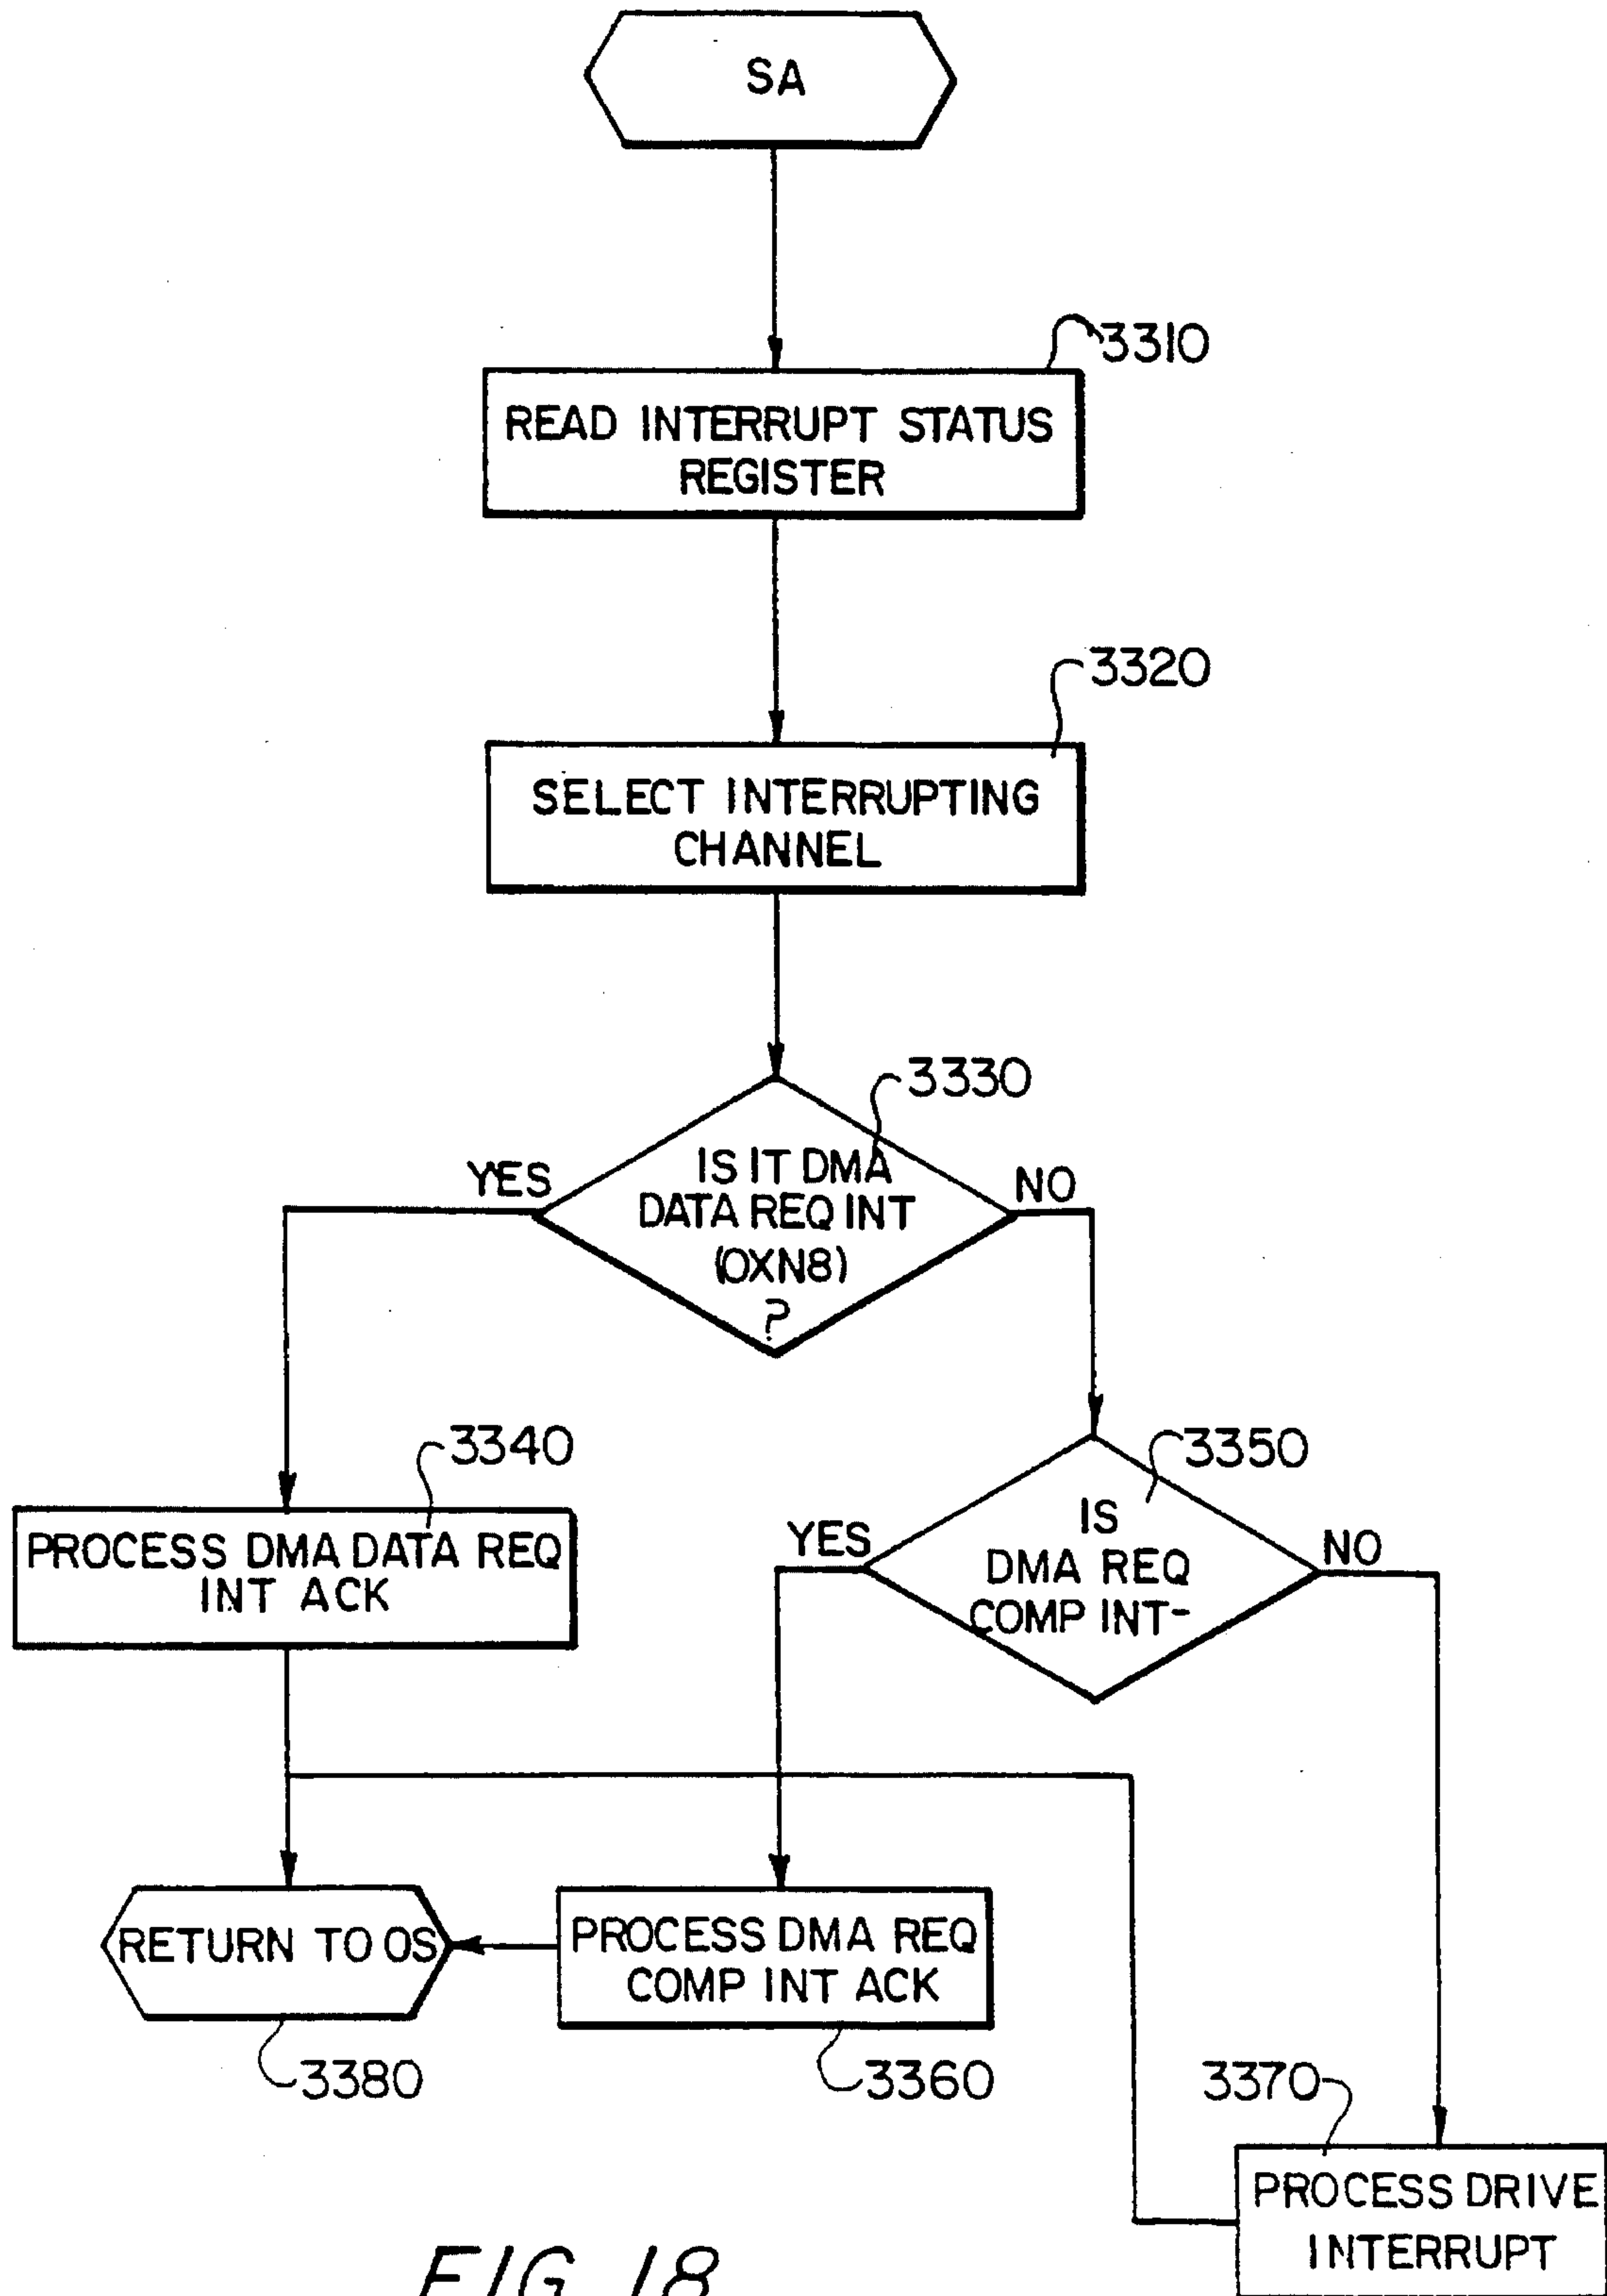 SA
3310
READ INTERRUPT STATUS
REGISTER
3320
SELECT INTERRUPTING
CHANNEL
3330
YES
IS IT DMA
DATA REQ INT
(0XN8)
?
NO
3340
PROCESS DMA DATA REQ
INT ACK
3350
YES
IS
DMA REQ
COMP INT-
NO
RETURN TO OS
3380
PROCESS DMA REQ
COMP INT ACK
3360
3370
PROCESS DRIVE
INTERRUPT
FIG. 18